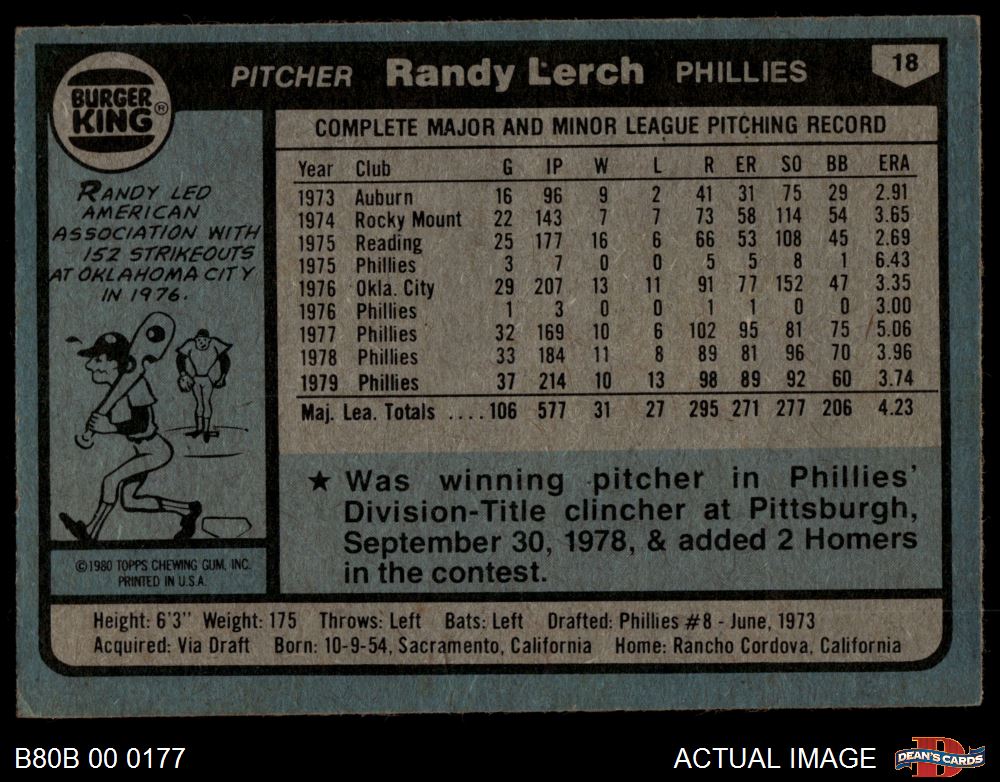 PITCHER Randy Lerch PHILLIES 18
BURGER
KING®
RANDY LED
AMERICAN
ASSOCIATION WITH
152 STRIKEOUTS
AT OKLAHOMA CITY
IN 1976.
©1980 TOPPS CHEWING GUM, INC.
PRINTED IN U.S.A.
COMPLETE MAJOR AND MINOR LEAGUE PITCHING RECORD
Year Club G IP W L R ER SO BB ERA
1973 Auburn 16 96 9 2 41 31 75 29 2.91
1974 Rocky Mount 22 143 7 7 73 58 114 54 3.65
1975 Reading 25 177 16 6 66 53 108 45 2.69
1975 Phillies 3 7 0 0 5 5 8 1 6.43
1976 Okla. City 29 207 13 11 91 77 152 47 3.35
1976 Phillies 1 3 0 0 1 1 0 0 3.00
1977 Phillies 32 169 10 6 102 95 81 75 5.06
1978 Phillies 33 184 11 8 89 81 96 70 3.96
1979 Phillies 37 214 10 13 98 89 92 60 3.74
Maj. Lea. Totals .... 106 577 31 27 295 271 277 206 4.23
★ Was winning pitcher in Phillies'
Division-Title clincher at Pittsburgh,
September 30, 1978, & added 2 Homers
in the contest.
Height: 6'3" Weight: 175 Throws: Left Bats: Left Drafted: Phillies #8 - June, 1973
Acquired: Via Draft Born: 10-9-54, Sacramento, California Home: Rancho Cordova, California
B80B 00 0177
ACTUAL IMAGE
D
DEAN'S CARDS